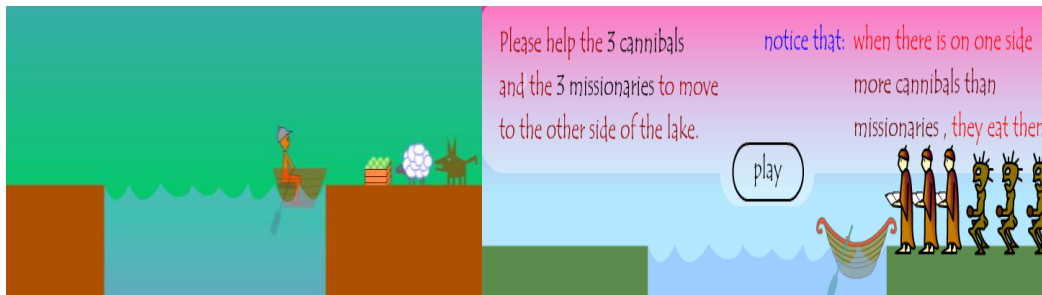 Please help the 3 cannibals
and the 3 missionaries to move
to the other side of the lake.
notice that: when there is on one side
more cannibals than
missionaries , they eat them
play